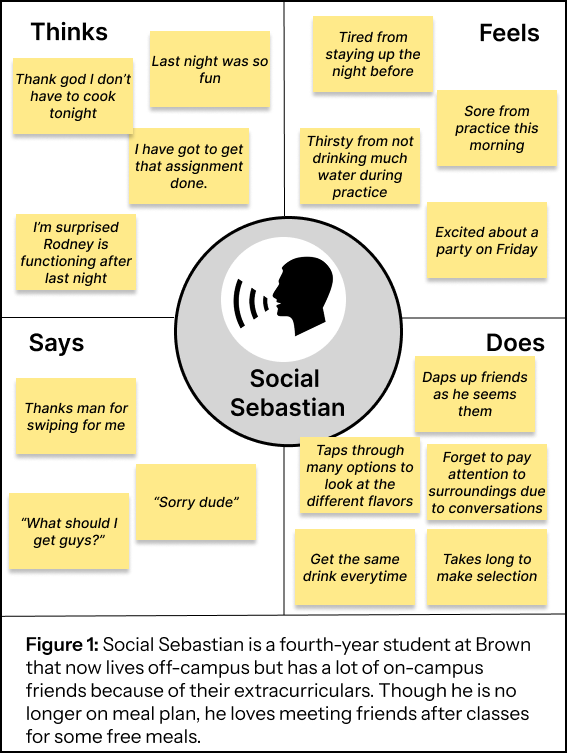 Thinks
Thank god I don't
have to cook
tonight
Last night was so
fun
I have got to get
that assignment
done.
I'm surprised
Rodney is
functioning after
last night
Feels
Tired from
staying up the
night before
Sore from
practice this
morning
Thirsty from not
drinking much
water during
practice
Excited about a
party on Friday
Social
Sebastian
Says
Thanks man for
swiping for me
"Sorry dude"
"What should I
get guys?"
Does
Daps up friends
as he seems
them
Taps through
many options to
look at the
different flavors
Forget to pay
attention to
surroundings due
to conversations
Get the same
drink everytime
Takes long to
make selection
Figure 1: Social Sebastian is a fourth-year student at Brown
that now lives off-campus but has a lot of on-campus
friends because of their extracurriculars. Though he is no
longer on meal plan, he loves meeting friends after classes
for some free meals.